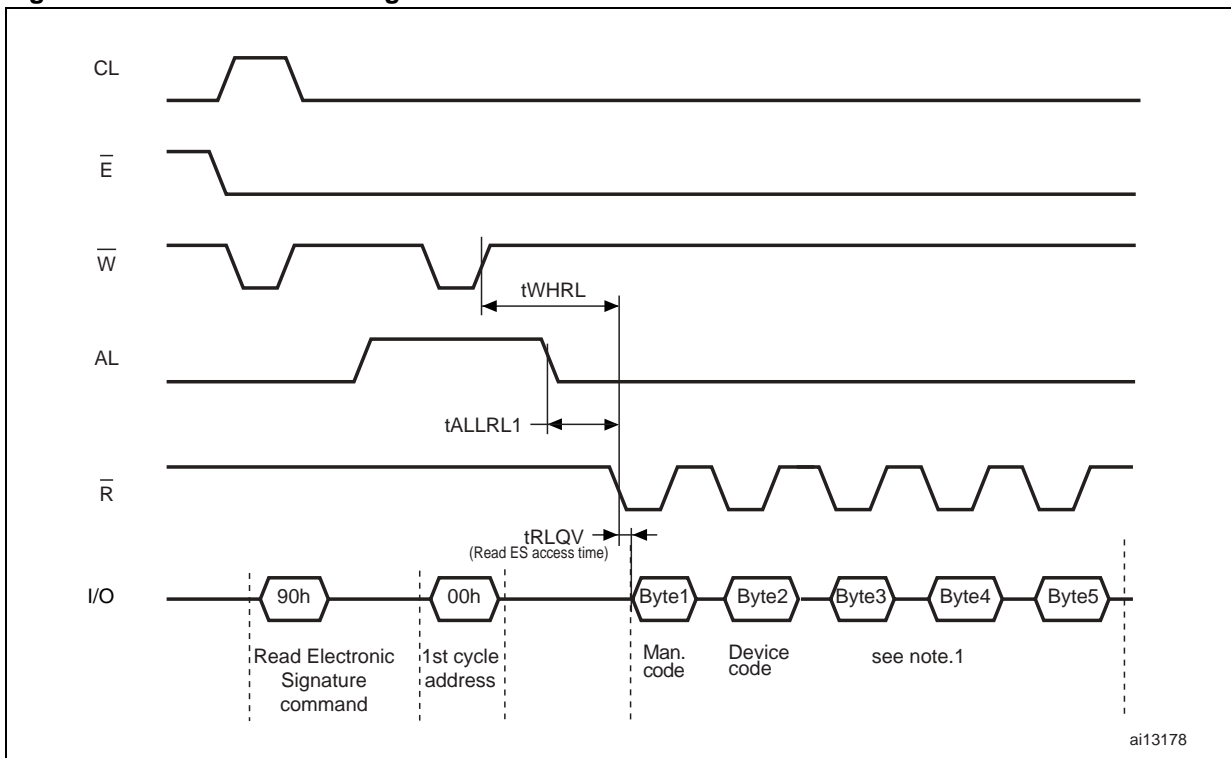 CL
E
W
tWHRL
AL
tALLRL1
R
tRLQV
(Read ES access time)
I/O
90h
00h
Byte1
Byte2
Byte3
Byte4
Byte5
Read Electronic
Signature
command
1st cycle
address
Man.
code
Device
code
see note.1
ai13178